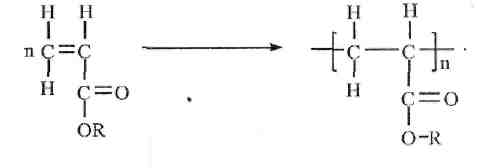 H H H H
n C=C [ C C ]n
H H
C=O C=O
OR O-R